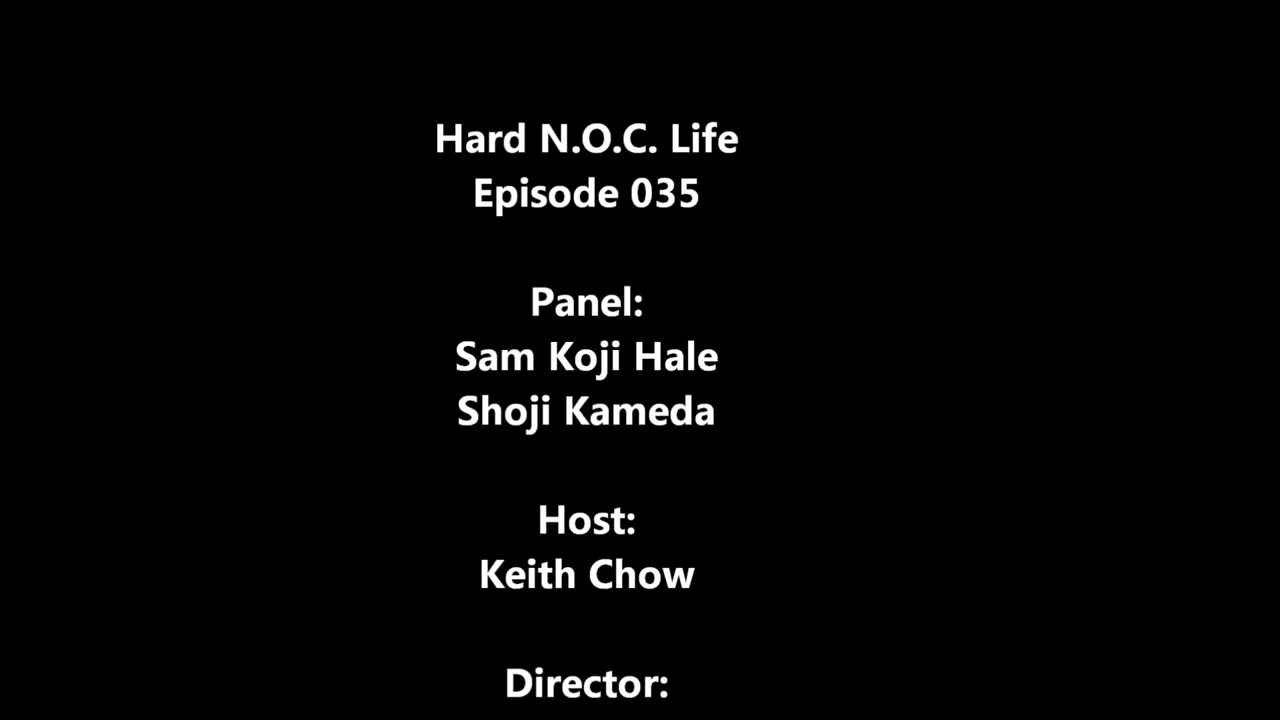 Hard N.O.C. Life
Episode 035
Panel:
Sam Koji Hale
Shoji Kameda
Host:
Keith Chow
Director: